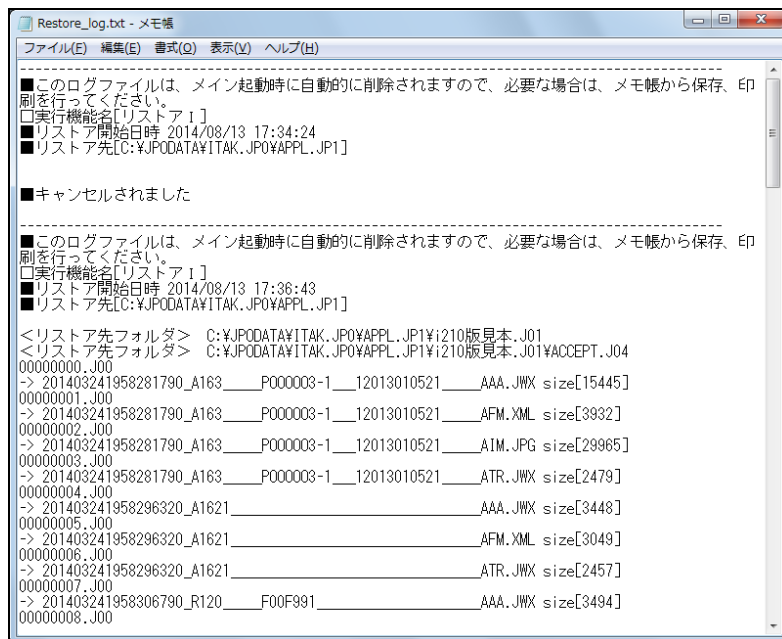 Restore_log.txt - メモ帳
ファイル(F) 編集(E) 書式(O) 表示(V) ヘルプ(H)
------------------------------------------------------------------------------------------
■このログファイルは、メイン起動時に自動的に削除されますので、必要な場合は、メモ帳から保存、印
刷を行ってください。
□実行機能名[リストアⅠ]
■リストア開始日時 2014/08/13 17:34:24
■リストア先[C:¥JPODATA¥ITAK.JPO¥APPL.JP1]
■キャンセルされました
------------------------------------------------------------------------------------------
■このログファイルは、メイン起動時に自動的に削除されますので、必要な場合は、メモ帳から保存、印
刷を行ってください。
□実行機能名[リストアⅠ]
■リストア開始日時 2014/08/13 17:36:43
■リストア先[C:¥JPODATA¥ITAK.JPO¥APPL.JP1]
＜リストア先フォルダ＞ C:¥JPODATA¥ITAK.JPO¥APPL.JP1¥i210版見本.J01
＜リストア先フォルダ＞ C:¥JPODATA¥ITAK.JPO¥APPL.JP1¥i210版見本.J01¥ACCEPT.J04
00000000.J00
-> 201403241958281790_A163_____P000003-1___12013010521_____AAA.JWX size[15445]
00000001.J00
-> 201403241958281790_A163_____P000003-1___12013010521_____AFM.XML size[3932]
00000002.J00
-> 201403241958281790_A163_____P000003-1___12013010521_____AIM.JPG size[29965]
00000003.J00
-> 201403241958281790_A163_____P000003-1___12013010521_____ATR.JWX size[2479]
00000004.J00
-> 201403241958296320_A1621________________________________AAA.JWX size[3448]
00000005.J00
-> 201403241958296320_A1621________________________________AFM.XML size[3049]
00000006.J00
-> 201403241958296320_A1621________________________________ATR.JWX size[2457]
00000007.J00
-> 201403241958306790_R120_____F00F991_____________________AAA.JWX size[3494]
00000008.J00